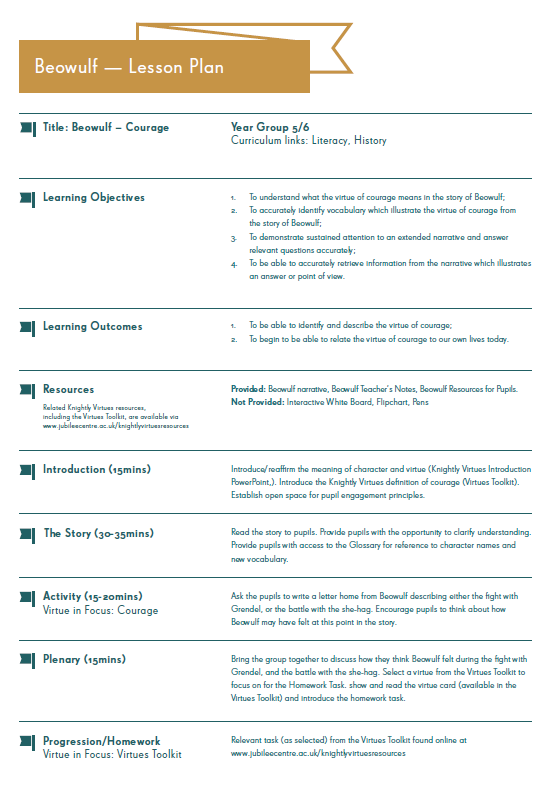 Beowulf — Lesson Plan
Title: Beowulf – Courage
Year Group 5/6
Curriculum links: Literacy, History
Learning Objectives
1. To understand what the virtue of courage means in the story of Beowulf;
2. To accurately identify vocabulary which illustrate the virtue of courage from
the story of Beowulf;
3. To demonstrate sustained attention to an extended narrative and answer
relevant questions accurately;
4. To be able to accurately retrieve information from the narrative which illustrates
an answer or point of view.
Learning Outcomes
1. To be able to identify and describe the virtue of courage;
2. To begin to be able to relate the virtue of courage to our own lives today.
Resources
Related Knightly Virtues resources,
including the Virtues Toolkit, are available via
www.jubileecentre.ac.uk/knightlyvirtuesresources
Provided: Beowulf narrative, Beowulf Teacher's Notes, Beowulf Resources for Pupils.
Not Provided: Interactive White Board, Flipchart, Pens
Introduction (15mins)
Introduce/reaffirm the meaning of character and virtue (Knightly Virtues Introduction
PowerPoint,). Introduce the Knightly Virtues definition of courage (Virtues Toolkit).
Establish open space for pupil engagement principles.
The Story (30-35mins)
Read the story to pupils. Provide pupils with the opportunity to clarify understanding.
Provide pupils with access to the Glossary for reference to character names and
new vocabulary.
Activity (15-20mins)
Virtue in Focus: Courage
Ask the pupils to write a letter home from Beowulf describing either the fight with
Grendel, or the battle with the she-hag. Encourage pupils to think about how
Beowulf may have felt at this point in the story.
Plenary (15mins)
Bring the group together to discuss how they think Beowulf felt during the fight with
Grendel, and the battle with the she-hag. Select a virtue from the Virtues Toolkit to
focus on for the Homework Task. show and read the virtue card (available in the
Virtues Toolkit) and introduce the homework task.
Progression/Homework
Virtue in Focus: Virtues Toolkit
Relevant task (as selected) from the Virtues Toolkit found online at
www.jubileecentre.ac.uk/knightlyvirtuesresources